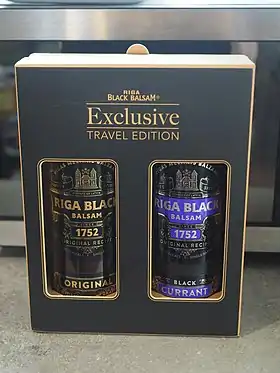 RIGA
BLACK BALSAM®
Exclusive
TRAVEL EDITION
RIGA BLACK
BALSAM
1752
ORIGINAL RECIPE
ORIGINAL
RIGA BLACK
BALSAM
1752
ORIGINAL RECIPE
BLACK
CURRANT